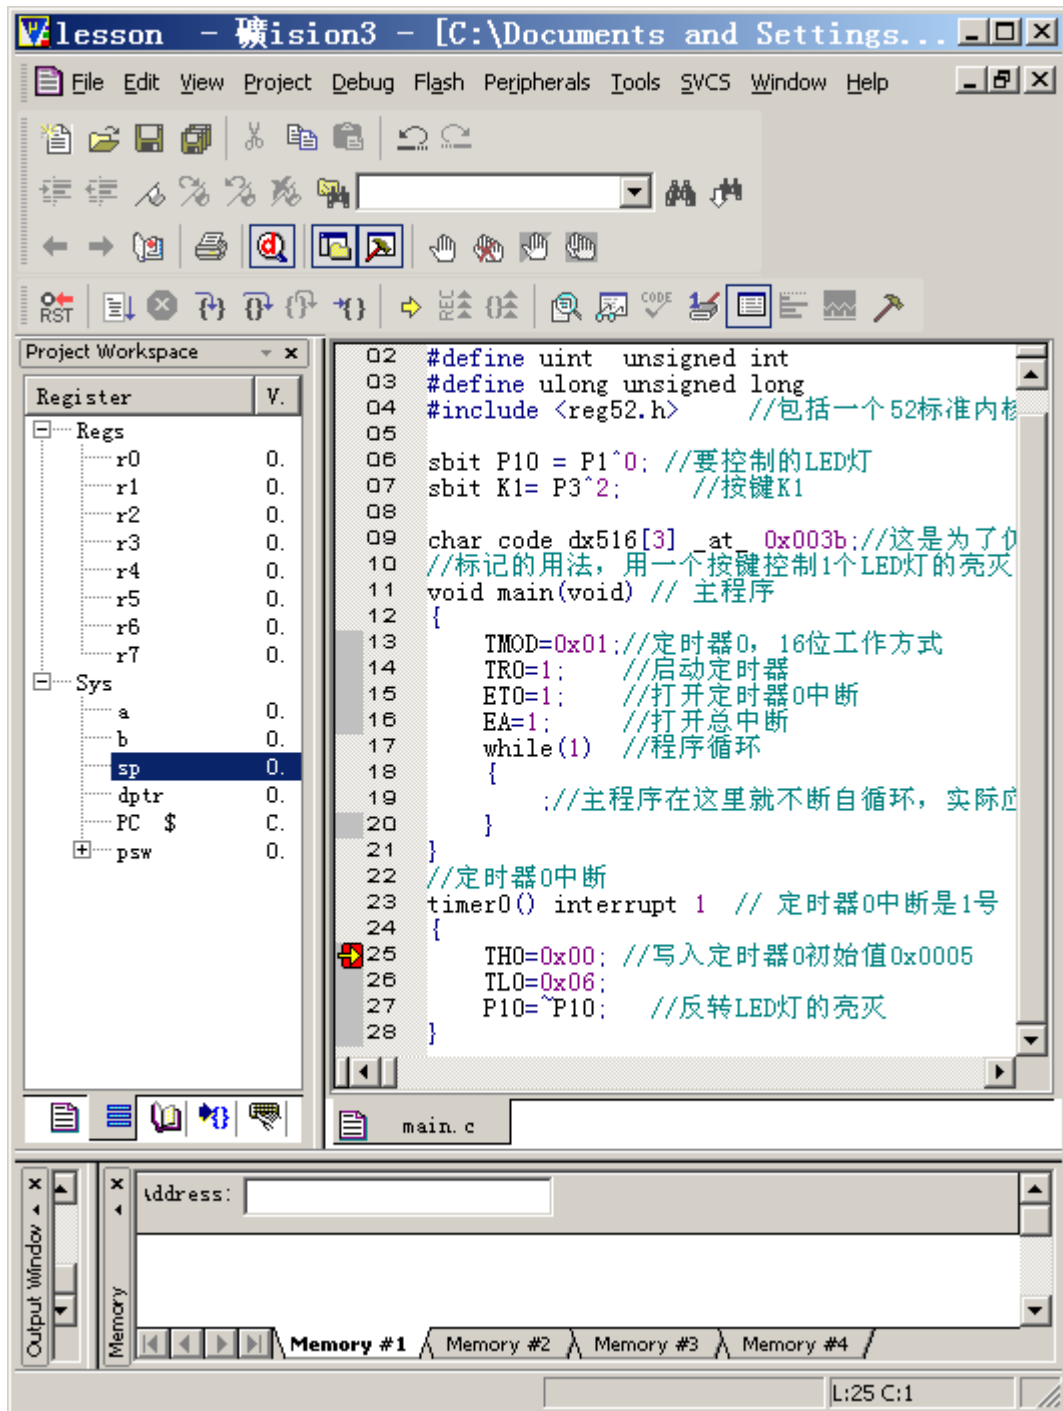 lesson - 礦ision3 - [C:\Documents and Settings...
File Edit View Project Debug Flash Peripherals Tools SVCS Window Help
RST
CODE
Project Workspace
Register V.
Regs
r0 0.
r1 0.
r2 0.
r3 0.
r4 0.
r5 0.
r6 0.
r7 0.
Sys
a 0.
b 0.
sp 0.
dptr 0.
PC $ C.
psw 0.
02 #define uint unsigned int
03 #define ulong unsigned long
04 #include <reg52.h> //包括一个52标准内核
05
06 sbit P10 = P1^0; //要控制的LED灯
07 sbit K1= P3^2; //按键K1
08
09 char code dx516[3] _at_ 0x003b;//这是为了仿
10 //标记的用法，用一个按键控制1个LED灯的亮灭
11 void main(void) // 主程序
12 {
13 TMOD=0x01;//定时器0，16位工作方式
14 TR0=1; //启动定时器
15 ET0=1; //打开定时器0中断
16 EA=1; //打开总中断
17 while(1) //程序循环
18 {
19 ;//主程序在这里就不断自循环，实际应
20 }
21 }
22 //定时器0中断
23 timer0() interrupt 1 // 定时器0中断是1号
24 {
25 TH0=0x00; //写入定时器0初始值0x0005
26 TL0=0x06;
27 P10=~P10; //反转LED灯的亮灭
28 }
main.c
Output Window
Memory
Address:
Memory #1 Memory #2 Memory #3 Memory #4
L:25 C:1